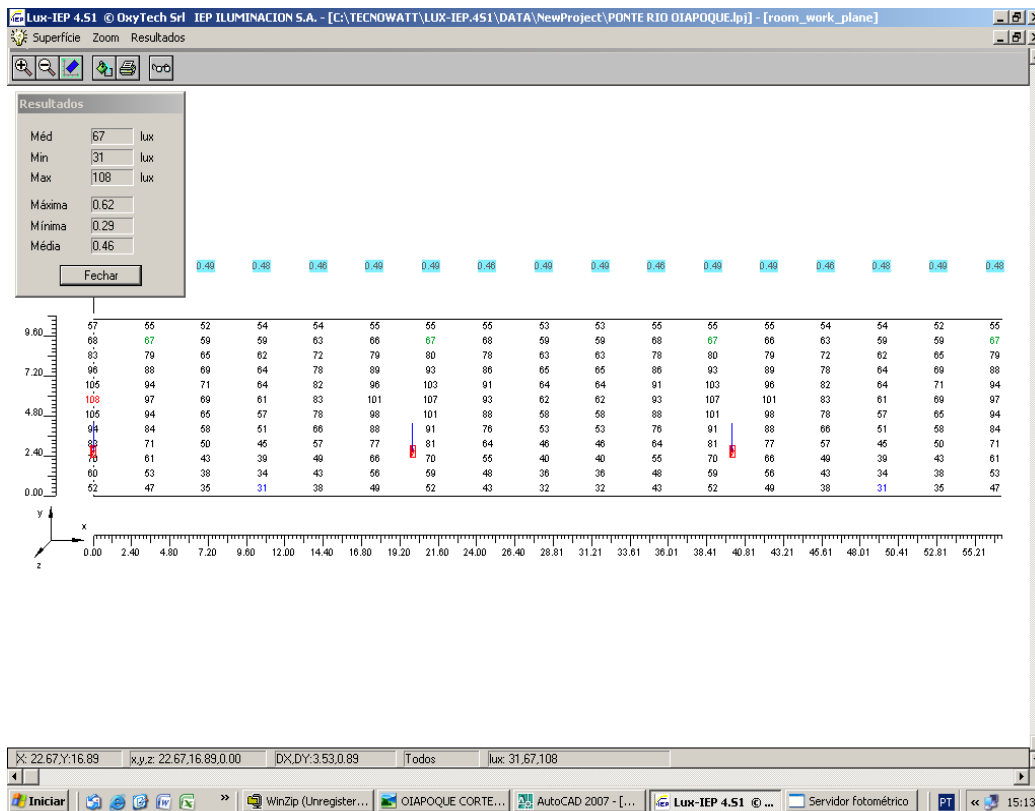 Lux-IEP 4.S1 © OxyTech Srl IEP ILUMINACION S.A. - [C:\TECNOWATT\LUX-IEP.4S1\DATA\NewProject\PONTE RIO OIAPOQUE.lpj] - [room_work_plane]
Superfície Zoom Resultados
Resultados
Méd 67 lux
Min 31 lux
Max 108 lux
Máxima 0.62
Mínima 0.29
Média 0.46
Fechar
0.49 0.48 0.46 0.49 0.49 0.46 0.49 0.49 0.46 0.49 0.49 0.46 0.48 0.49 0.48
57 55 52 54 54 55 55 55 53 53 55 55 55 54 54 52 55
9.60
68 67 59 59 63 66 67 68 59 59 68 67 66 63 59 59 67
83 79 65 62 72 79 80 78 63 63 78 80 79 72 62 65 79
7.20
96 88 69 64 78 89 93 86 65 65 86 93 89 78 64 69 88
105 94 71 64 82 96 103 91 64 64 91 103 96 82 64 71 94
108 97 69 61 83 101 107 93 62 62 93 107 101 83 61 69 97
4.80
105 94 65 57 78 98 101 88 58 58 88 101 98 78 57 65 94
94 84 58 51 66 88 91 76 53 53 76 91 88 66 51 58 84
83 71 50 45 57 77 81 64 46 46 64 81 77 57 45 50 71
2.40
70 61 43 39 49 66 70 55 40 40 55 70 66 49 39 43 61
60 53 38 34 43 56 59 48 36 36 48 59 56 43 34 38 53
0.00
52 47 35 31 38 49 52 43 32 32 43 52 49 38 31 35 47
y
x
z
0.00 2.40 4.80 7.20 9.60 12.00 14.40 16.80 19.20 21.60 24.00 26.40 28.81 31.21 33.61 36.01 38.41 40.81 43.21 45.61 48.01 50.41 52.81 55.21
X: 22.67,Y:16.89 x,y,z: 22.67,16.89,0.00 DX,DY:3.53,0.89 Todos lux: 31,67,108
Iniciar » WinZip (Unregister... OIAPOQUE CORTE... AutoCAD 2007 - [... Lux-IEP 4.S1 © ... Servidor fotométrico PT « 15:13